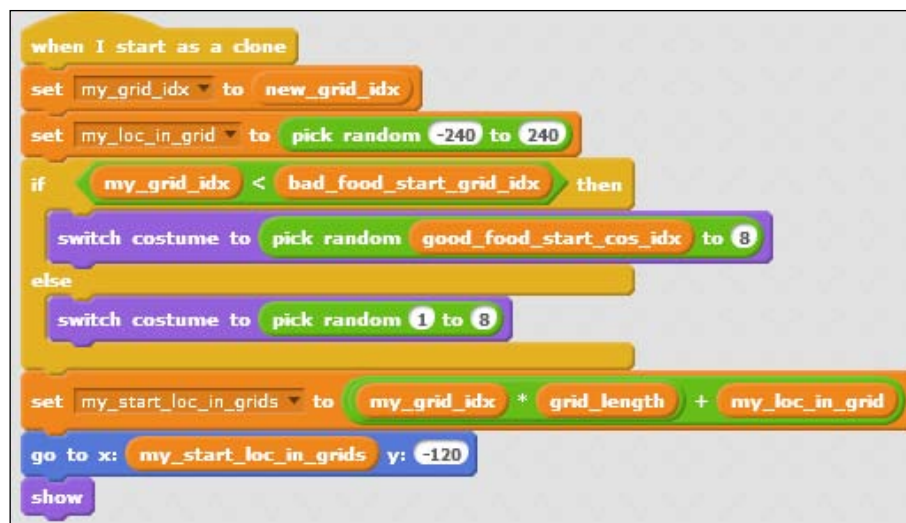 when I start as a clone
set my_grid_idx to new_grid_idx
set my_loc_in_grid to pick random -240 to 240
if my_grid_idx < bad_food_start_grid_idx then
switch costume to pick random good_food_start_cos_idx to 8
else
switch costume to pick random 1 to 8
set my_start_loc_in_grids to my_grid_idx * grid_length + my_loc_in_grid
go to x: my_start_loc_in_grids y: -120
show